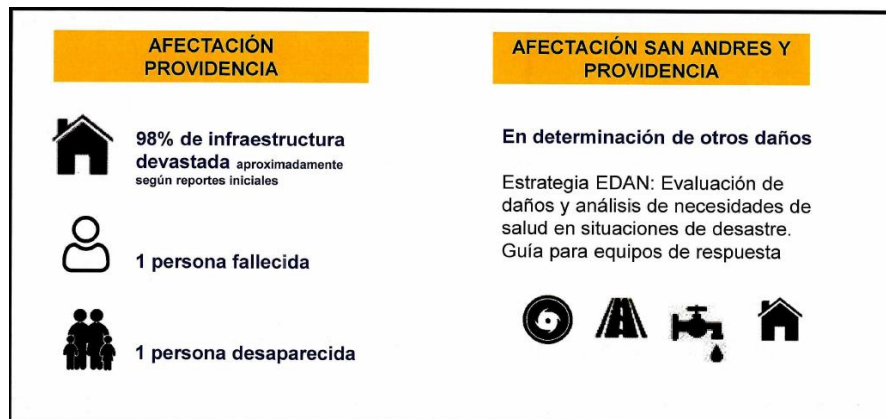 AFECTACIÓN
PROVIDENCIA
98% de infraestructura
devastada aproximadamente
según reportes iniciales
1 persona fallecida
1 persona desaparecida
AFECTACIÓN SAN ANDRES Y
PROVIDENCIA
En determinación de otros daños
Estrategia EDAN: Evaluación de
daños y análisis de necesidades de
salud en situaciones de desastre.
Guía para equipos de respuesta